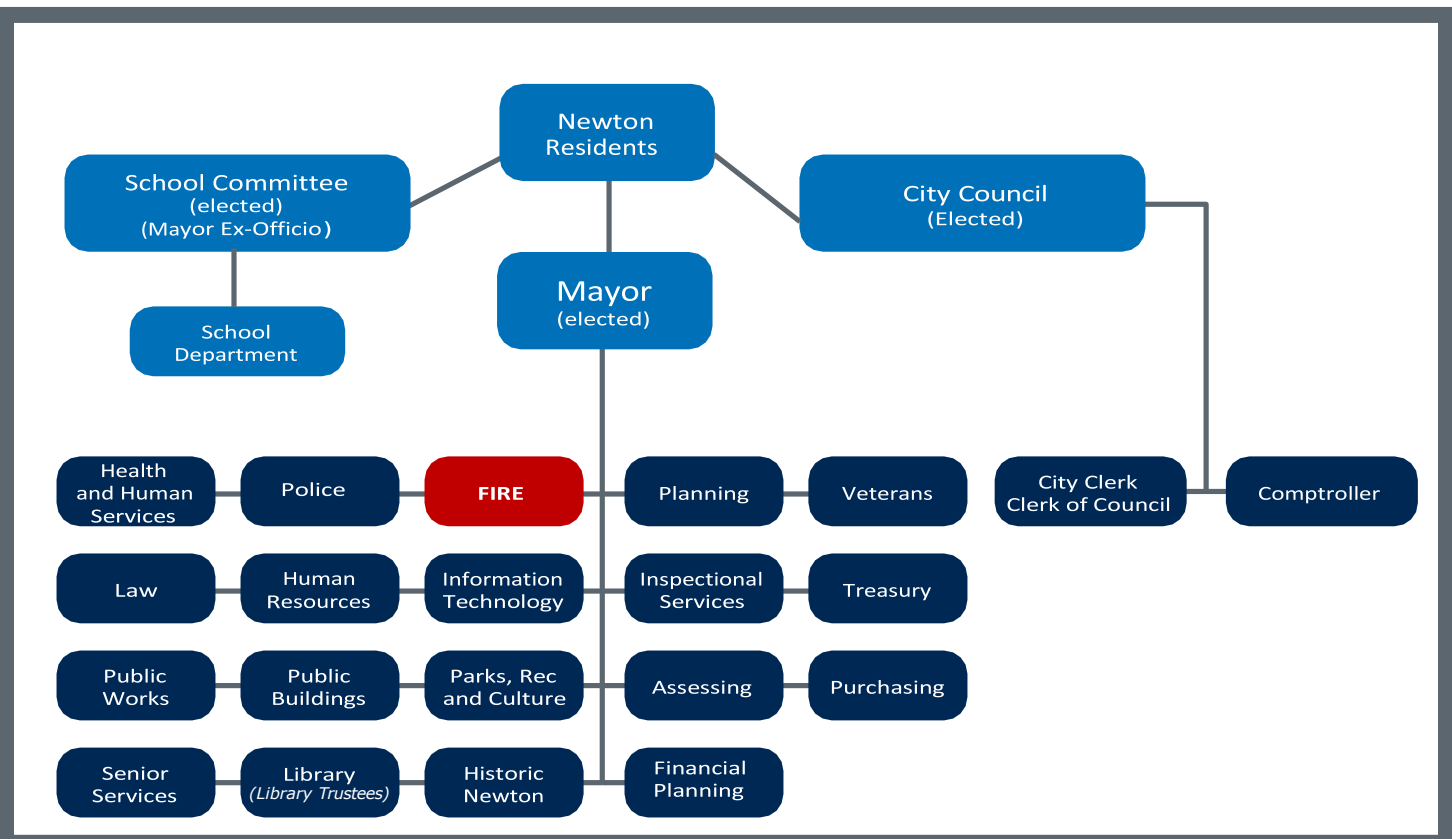 Newton
Residents
School Committee
(elected)
(Mayor Ex-Officio)
City Council
(Elected)
Mayor
(elected)
School
Department
Health
and Human
Services
Police
FIRE
Planning
Veterans
City Clerk
Clerk of Council
Comptroller
Law
Human
Resources
Information
Technology
Inspectional
Services
Treasury
Public
Works
Public
Buildings
Parks, Rec
and Culture
Assessing
Purchasing
Senior
Services
Library
(Library Trustees)
Historic
Newton
Financial
Planning